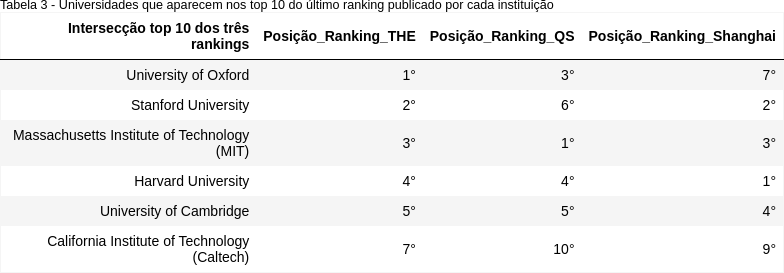 Tabela 3 - Universidades que aparecem nos top 10 do último ranking publicado por cada instituição
Intersecção top 10 dos três
rankings Posição_Ranking_THE Posição_Ranking_QS Posição_Ranking_Shanghai
University of Oxford 1° 3° 7°
Stanford University 2° 6° 2°
Massachusetts Institute of Technology
(MIT) 3° 1° 3°
Harvard University 4° 4° 1°
University of Cambridge 5° 5° 4°
California Institute of Technology
(Caltech) 7° 10° 9°